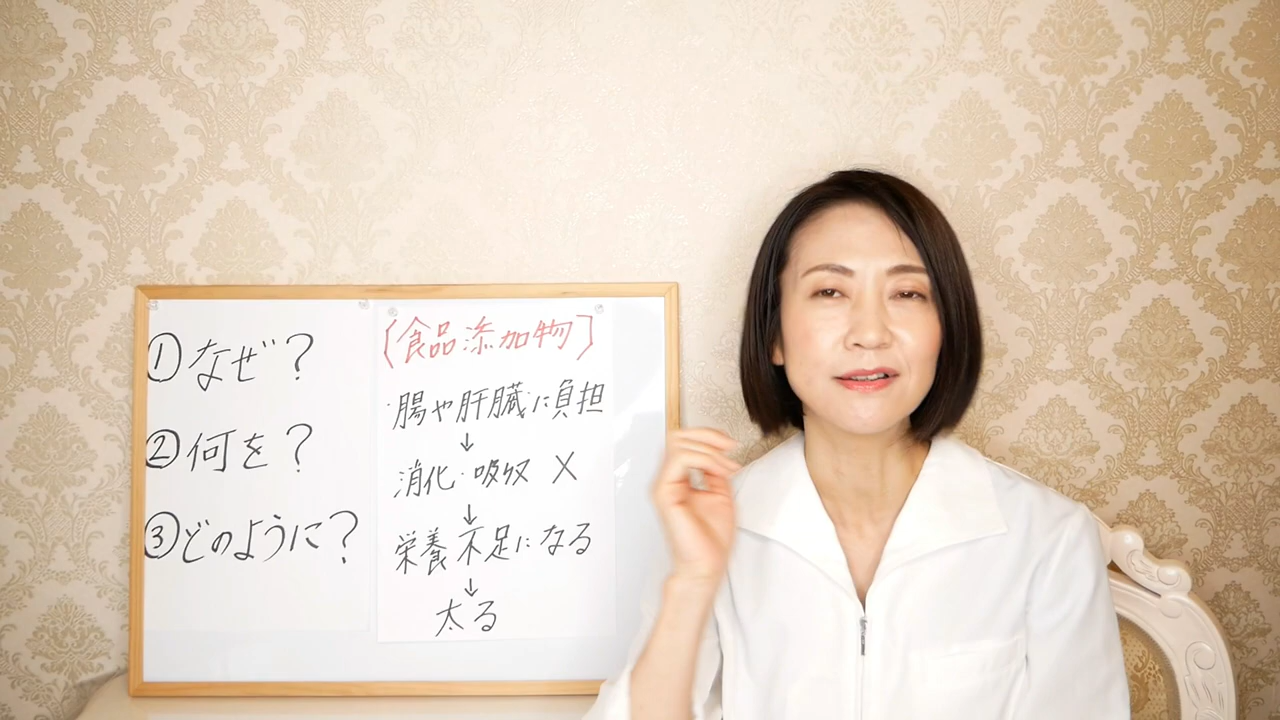 ①なぜ?
②何を?
③どのように?
[食品添加物]
・腸や肝臓に負担
↓
消化・吸収 X
↓
栄養不足になる
↓
太る